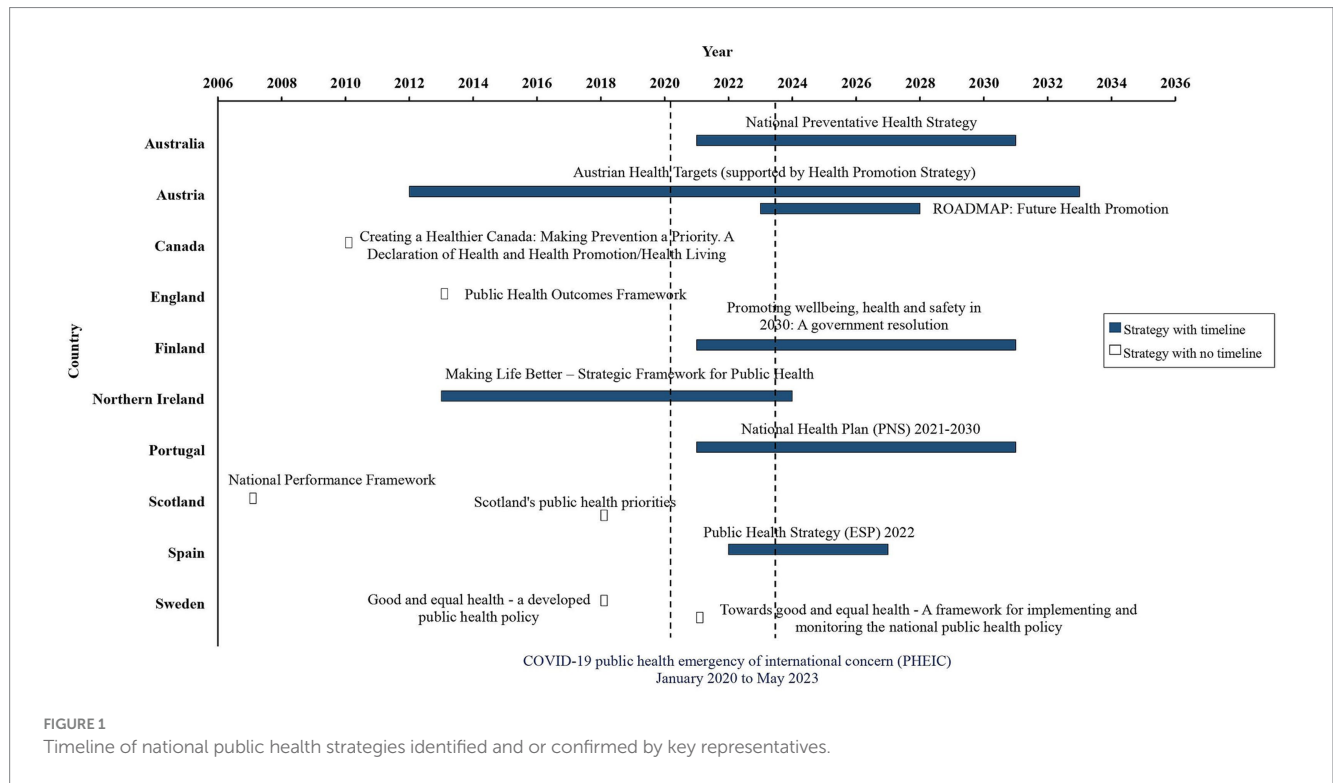 Year
2006 2008 2010 2012 2014 2016 2018 2020 2022 2024 2026 2028 2030 2032 2034 2036
Country
Australia
National Preventative Health Strategy
Austria
Austrian Health Targets (supported by Health Promotion Strategy)
ROADMAP: Future Health Promotion
Canada
Creating a Healthier Canada: Making Prevention a Priority. A
Declaration of Health and Health Promotion/Health Living
England
Public Health Outcomes Framework
Finland
Promoting wellbeing, health and safety in
2030: A government resolution
Northern Ireland
Making Life Better – Strategic Framework for Public Health
Portugal
National Health Plan (PNS) 2021-2030
Scotland
National Performance Framework
Scotland's public health priorities
Spain
Public Health Strategy (ESP) 2022
Sweden
Good and equal health - a developed
public health policy
Towards good and equal health - A framework for implementing and
monitoring the national public health policy
Strategy with timeline
Strategy with no timeline
COVID-19 public health emergency of international concern (PHEIC)
January 2020 to May 2023
FIGURE 1
Timeline of national public health strategies identified and or confirmed by key representatives.